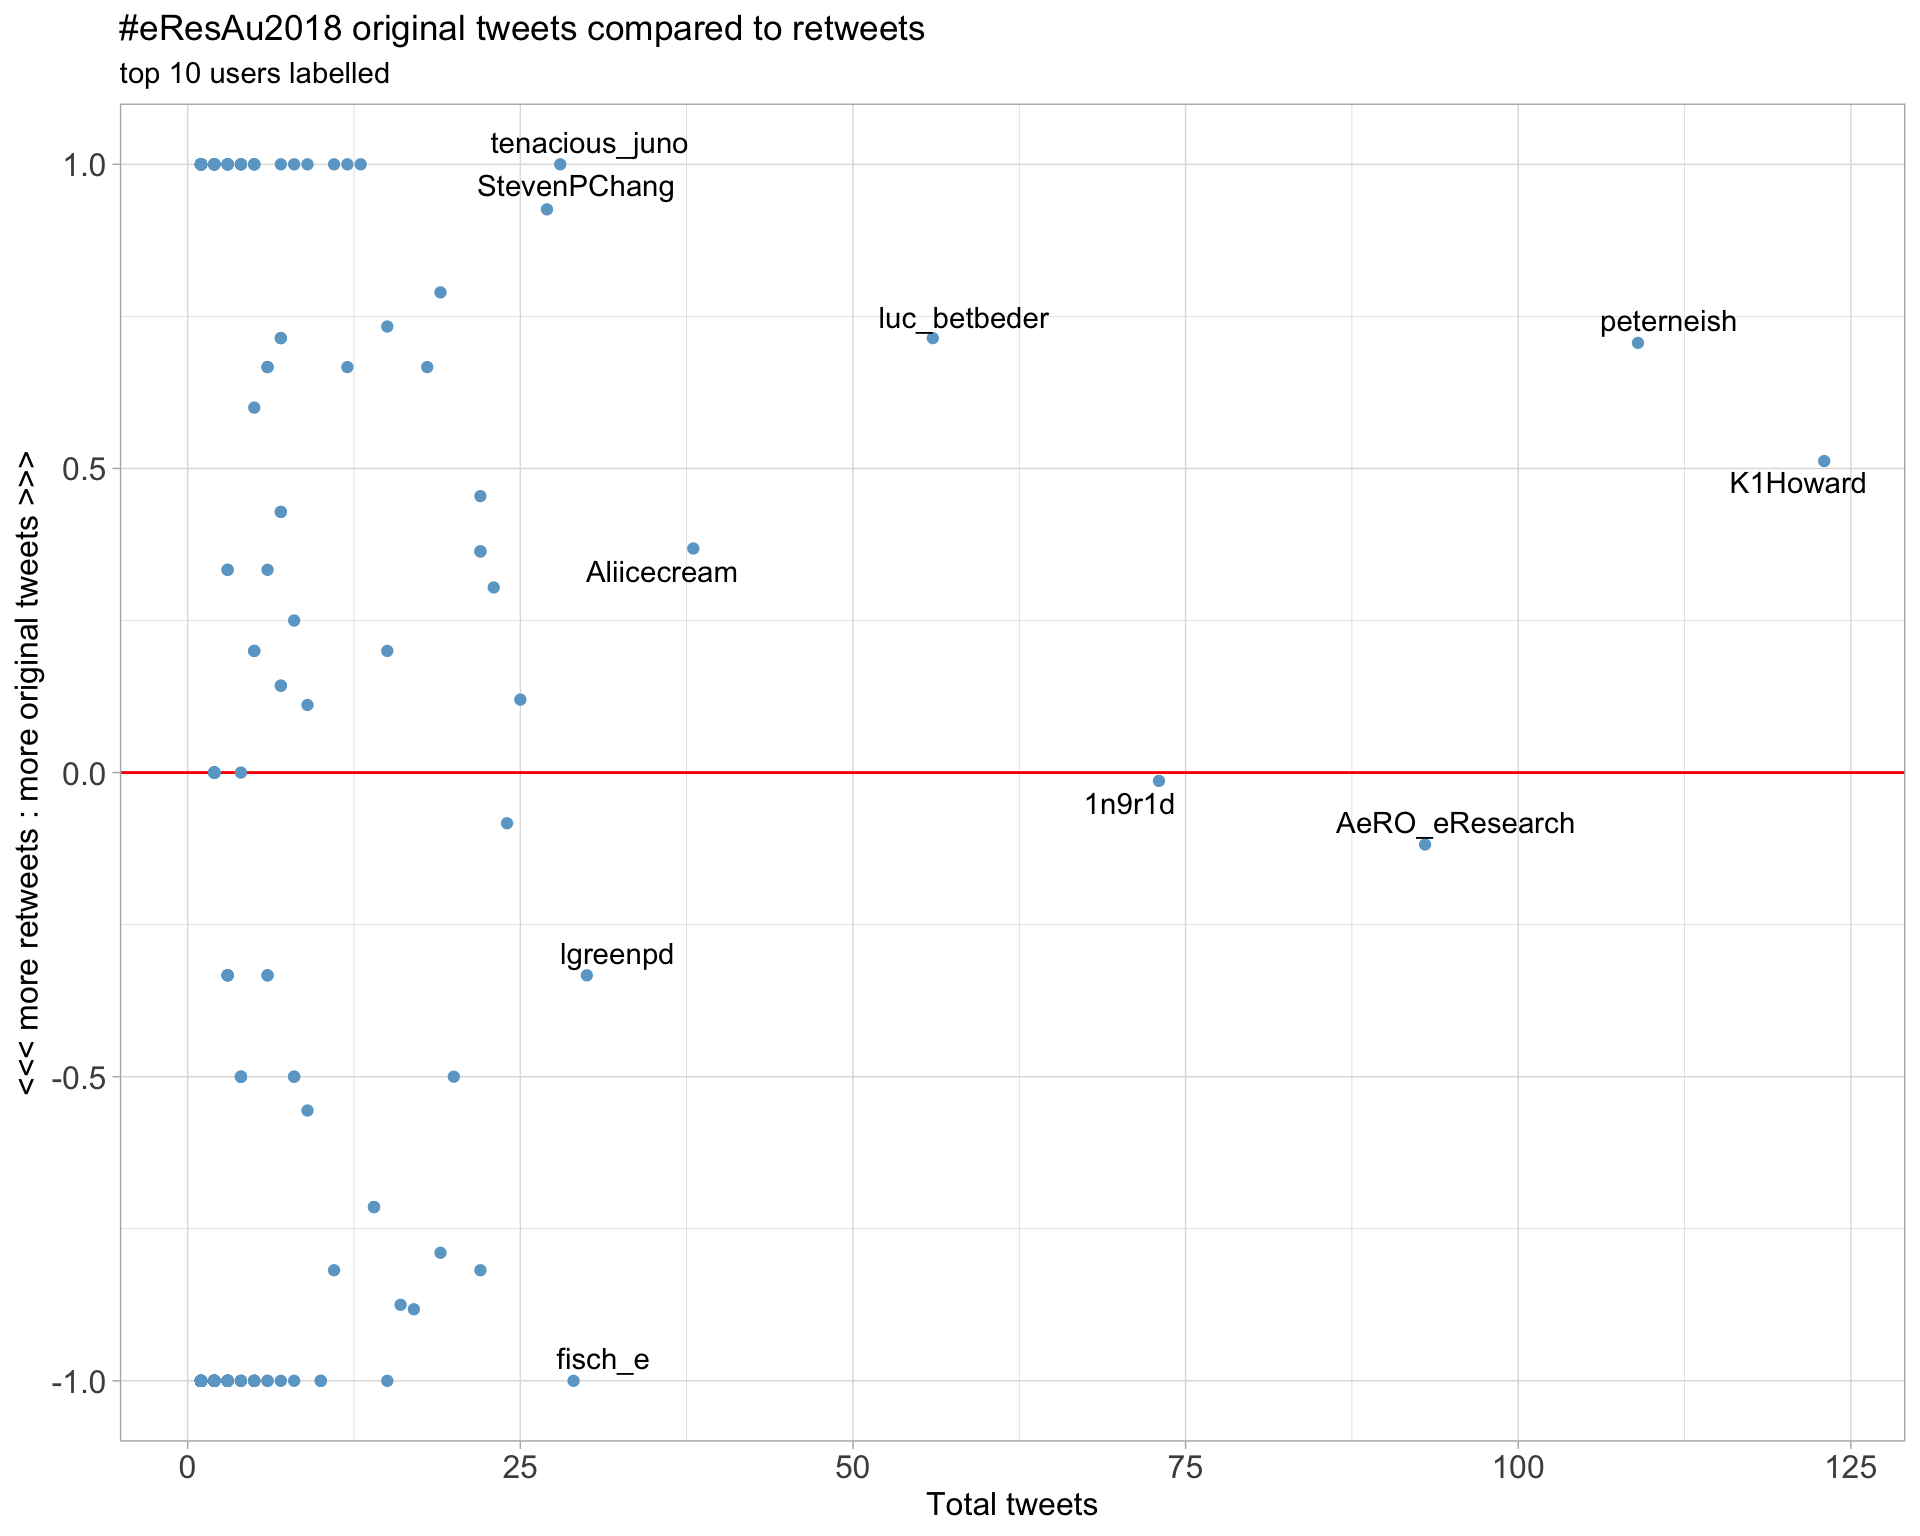 #eResAu2018 original tweets compared to retweets
top 10 users labelled
<<< more retweets : more original tweets >>>
1.0
0.5
0.0
-0.5
-1.0
tenacious_juno
StevenPChang
luc_betbeder
peterneish
K1Howard
Aliicecream
1n9r1d
AeRO_eResearch
lgreenpd
fisch_e
0
25
50
75
100
125
Total tweets